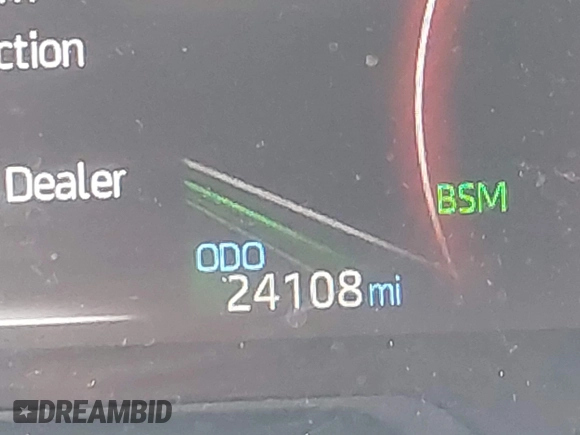 ction
Dealer
BSM
ODO
24108 mi
DREAMBID